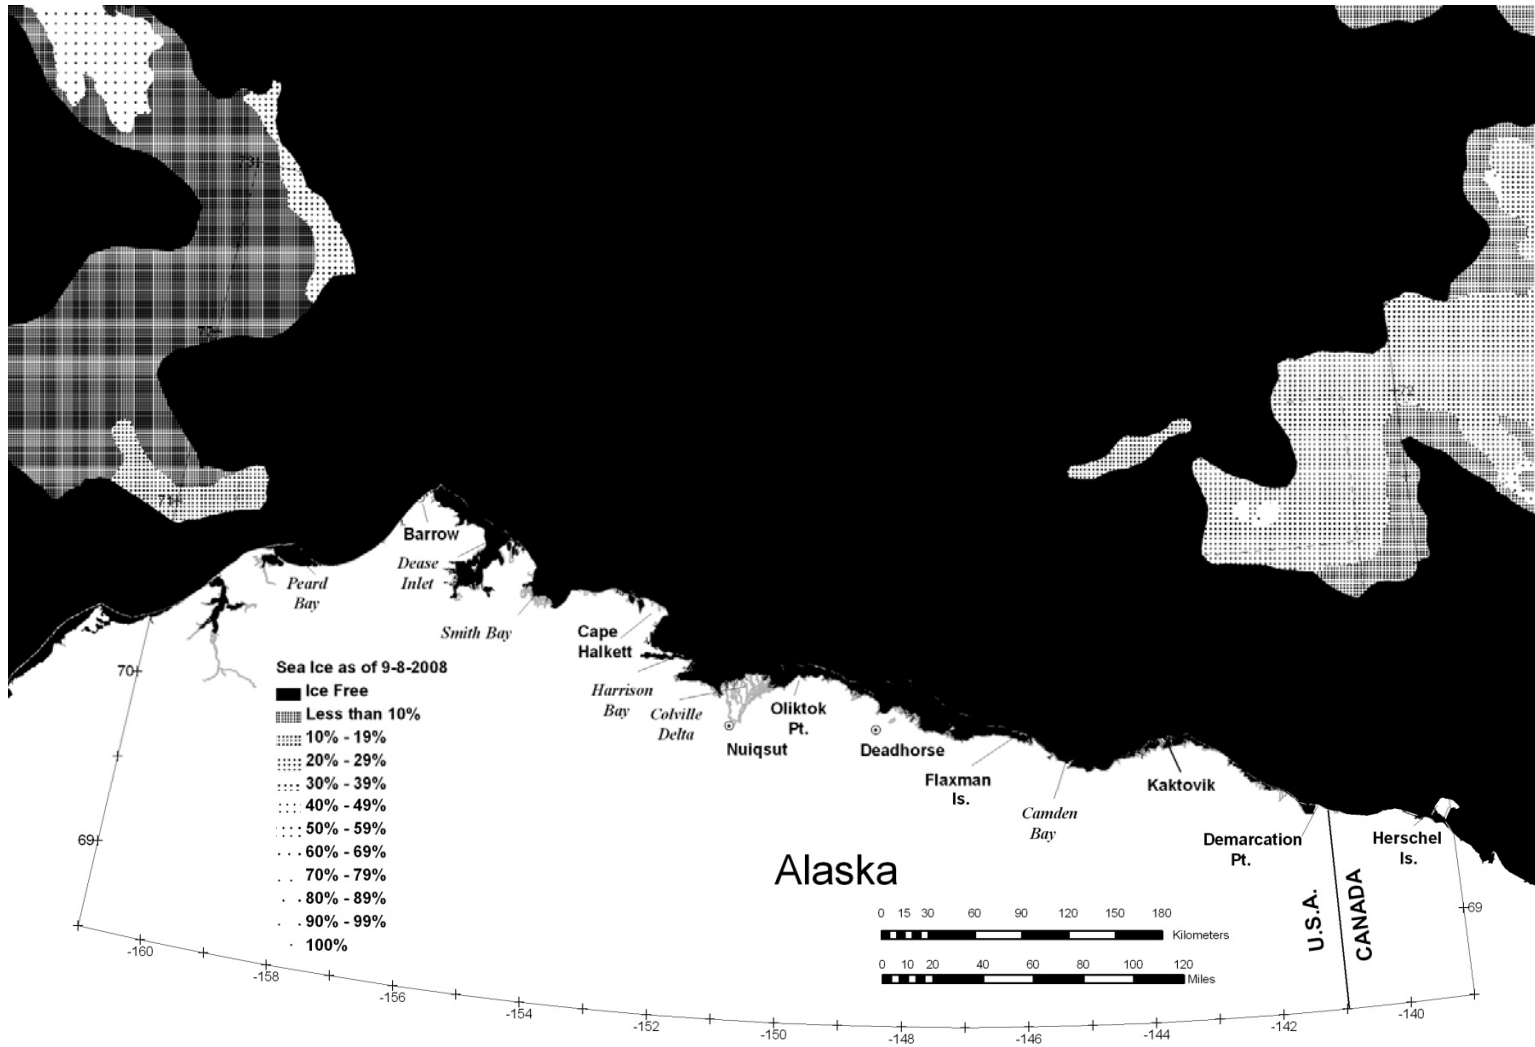 73
72
72
71
Barrow
Dease
Inlet
Peard
Bay
Smith Bay
Cape
Halkett
70
Sea Ice as of 9-8-2008
Ice Free
Less than 10%
10% - 19%
20% - 29%
30% - 39%
40% - 49%
50% - 59%
60% - 69%
70% - 79%
80% - 89%
90% - 99%
100%
Harrison
Bay
Colville
Delta
Oliktok
Pt.
Nuiqsut
Deadhorse
Flaxman
Is.
Camden
Bay
Kaktovik
Demarcation
Pt.
Herschel
Is.
69
Alaska
U.S.A.
CANADA
69
0 15 30 60 90 120 150 180
Kilometers
0 10 20 40 60 80 100 120
Miles
-160
-158
-156
-154
-152
-150
-148
-146
-144
-142
-140